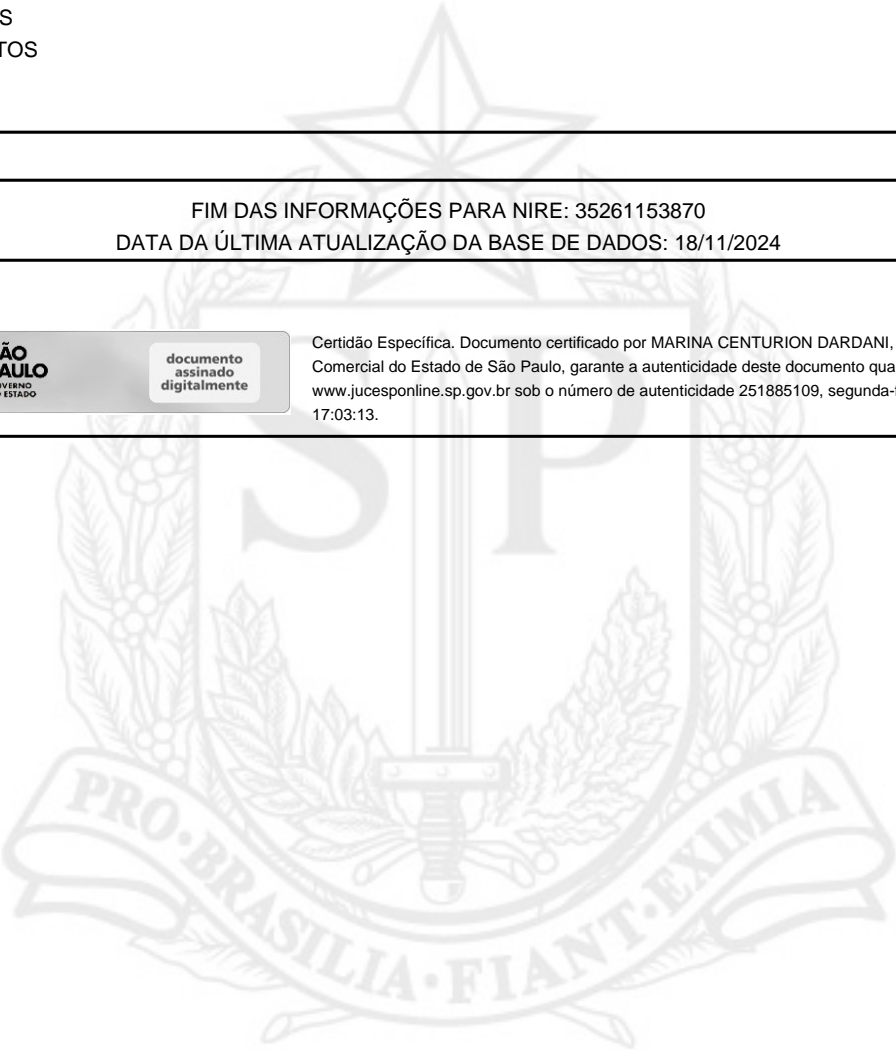 S
TOS
FIM DAS INFORMAÇÕES PARA NIRE: 35261153870
DATA DA ÚLTIMA ATUALIZAÇÃO DA BASE DE DADOS: 18/11/2024
ÃO
AULO
VERNO
ESTADO
documento
assinado
digitalmente
Certidão Específica. Documento certificado por MARINA CENTURION DARDANI,
Comercial do Estado de São Paulo, garante a autenticidade deste documento qua
www.jucesponline.sp.gov.br sob o número de autenticidade 251885109, segunda-
17:03:13.
SP
PRO·BRASILIA·FIANT·EXIMIA